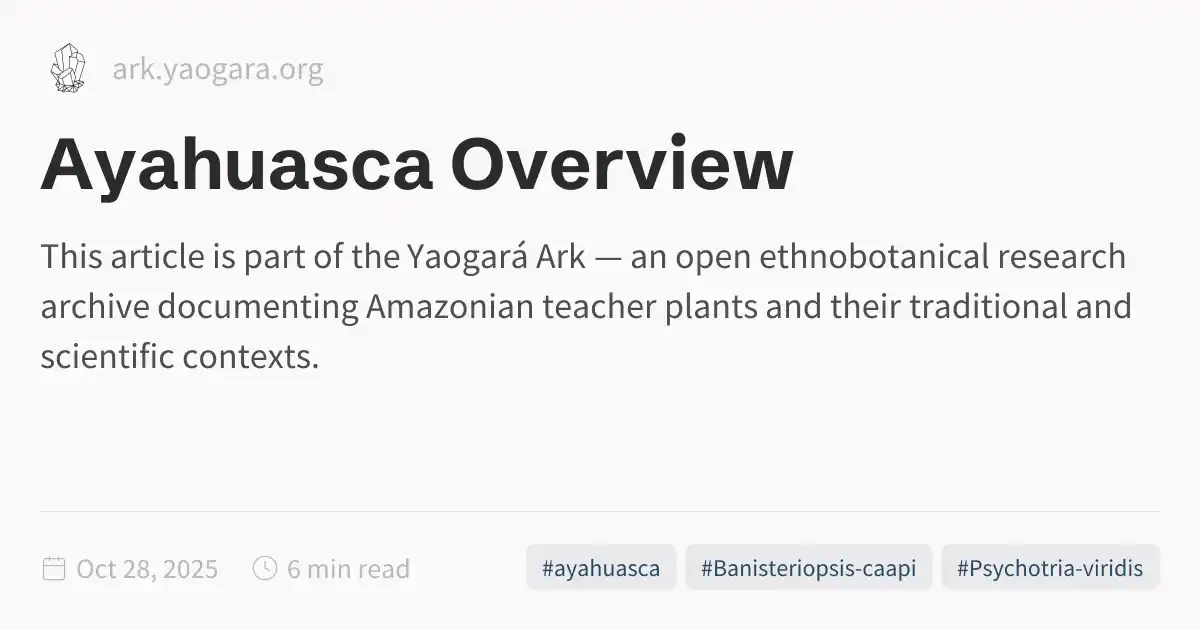 ark.yaogara.org
Ayahuasca Overview
This article is part of the Yaogará Ark — an open ethnobotanical research
archive documenting Amazonian teacher plants and their traditional and
scientific contexts.
Oct 28, 2025
6 min read
#ayahuasca
#Banisteriopsis-caapi
#Psychotria-viridis